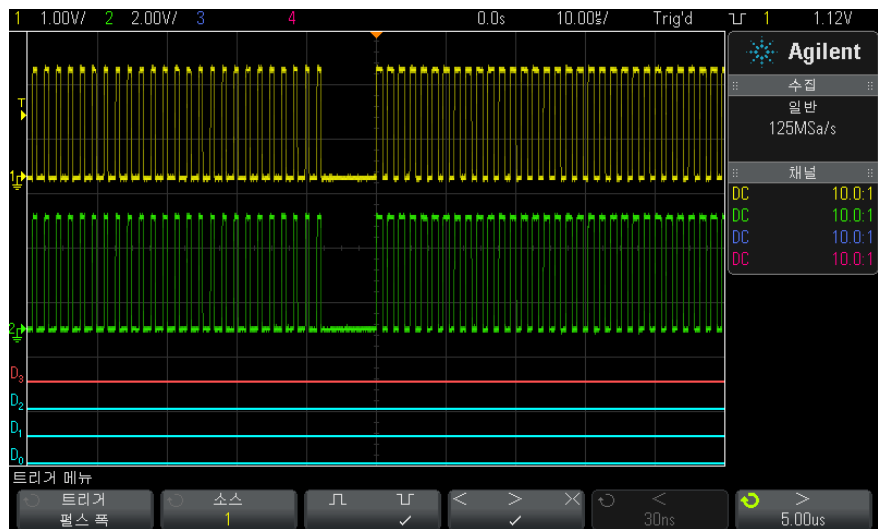 1 1.00V/ 2 2.00V/ 3 4 0.0s 10.00㎲/ Trig'd 1 1.12V
Agilent
수집
일반
125MSa/s
채널
DC 10.0:1
DC 10.0:1
DC 10.0:1
DC 10.0:1
T
1
2
D3
D2
D1
D0
트리거 메뉴
트리거
펄스 폭
소스
1
< >
<
30ns
>
5.00us